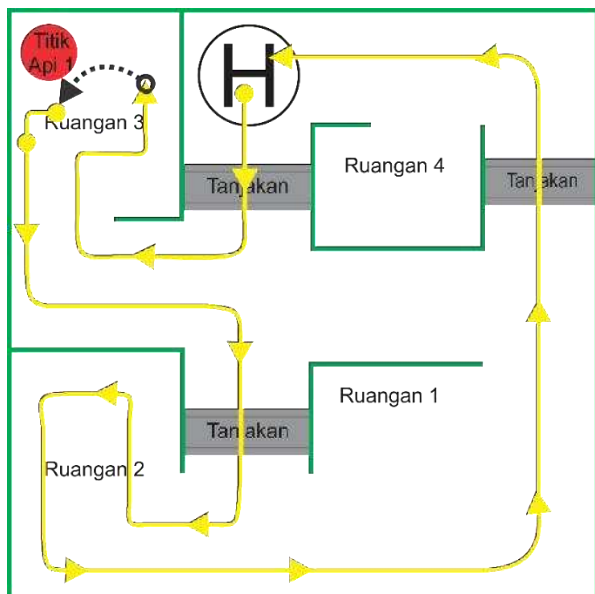 Titik
Api 1
H
Ruangan 3
Ruangan 4
Tanjakan
Tanjakan
Ruangan 1
Tanjakan
Ruangan 2